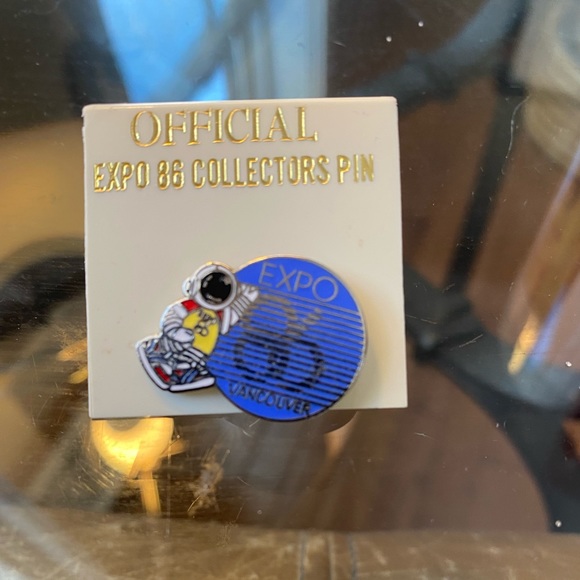 OFFICIAL
EXPO 86 COLLECTORS PIN
EXPO
86
VANCOUVER